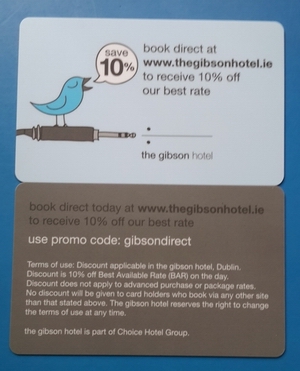 save
10%
book direct at
www.thegibsonhotel.ie
to receive 10% off
our best rate
the gibson hotel
book direct today at www.thegibsonhotel.ie
to receive 10% off our best rate
use promo code: gibsondirect
Terms of use: Discount applicable in the gibson hotel, Dublin.
Discount is 10% off Best Available Rate (BAR) on the day.
Discount does not apply to advanced purchase or package rates.
No discount will be given to card holders who book via any other site
than that stated above. The gibson hotel reserves the right to change
the terms of use at any time.
the gibson hotel is part of Choice Hotel Group.